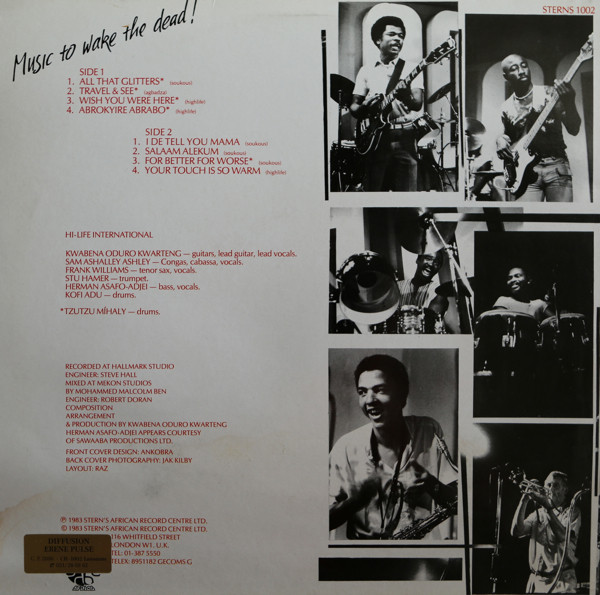 Music to wake the dead!
STERNS 1002
SIDE 1
1. ALL THAT GLITTERS* (soukous)
2. TRAVEL & SEE* (agbadza)
3. WISH YOU WERE HERE* (highlife)
4. ABROKYIRE ABRABO* (highlife)
SIDE 2
1. I DE TELL YOU MAMA (soukous)
2. SALAAM ALEKUM (soukous)
3. FOR BETTER FOR WORSE* (soukous)
4. YOUR TOUCH IS SO WARM (highlife)
HI-LIFE INTERNATIONAL
KWABENA ODURO KWARTENG — guitars, lead guitar, lead vocals.
SAM ASHALLEY ASHLEY — Congas, cabassa, vocals.
FRANK WILLIAMS — tenor sax, vocals.
STU HAMER — trumpet.
HERMAN ASAFO-ADJEI — bass, vocals.
KOFI ADU — drums.
*TZUTZU MÌHALY — drums.
RECORDED AT HALLMARK STUDIO
ENGINEER: STEVE HALL
MIXED AT MEKON STUDIOS
BY MOHAMMED MALCOLM BEN
ENGINEER: ROBERT DORAN
COMPOSITION
ARRANGEMENT
& PRODUCTION BY KWABENA ODURO KWARTENG
HERMAN ASAFO-ADJEI APPEARS COURTESY
OF SAWAABA PRODUCTIONS LTD.
FRONT COVER DESIGN: ANKOBRA
BACK COVER PHOTOGRAPHY: JAK KILBY
LAYOUT: RAZ
℗ 1983 STERN'S AFRICAN RECORD CENTRE LTD.
© 1983 STERN'S AFRICAN RECORD CENTRE LTD.
116 WHITFIELD STREET
LONDON W1. U.K.
TEL: 01-387 5550
TELEX: 8951182 GECOMS G
DIFFUSION